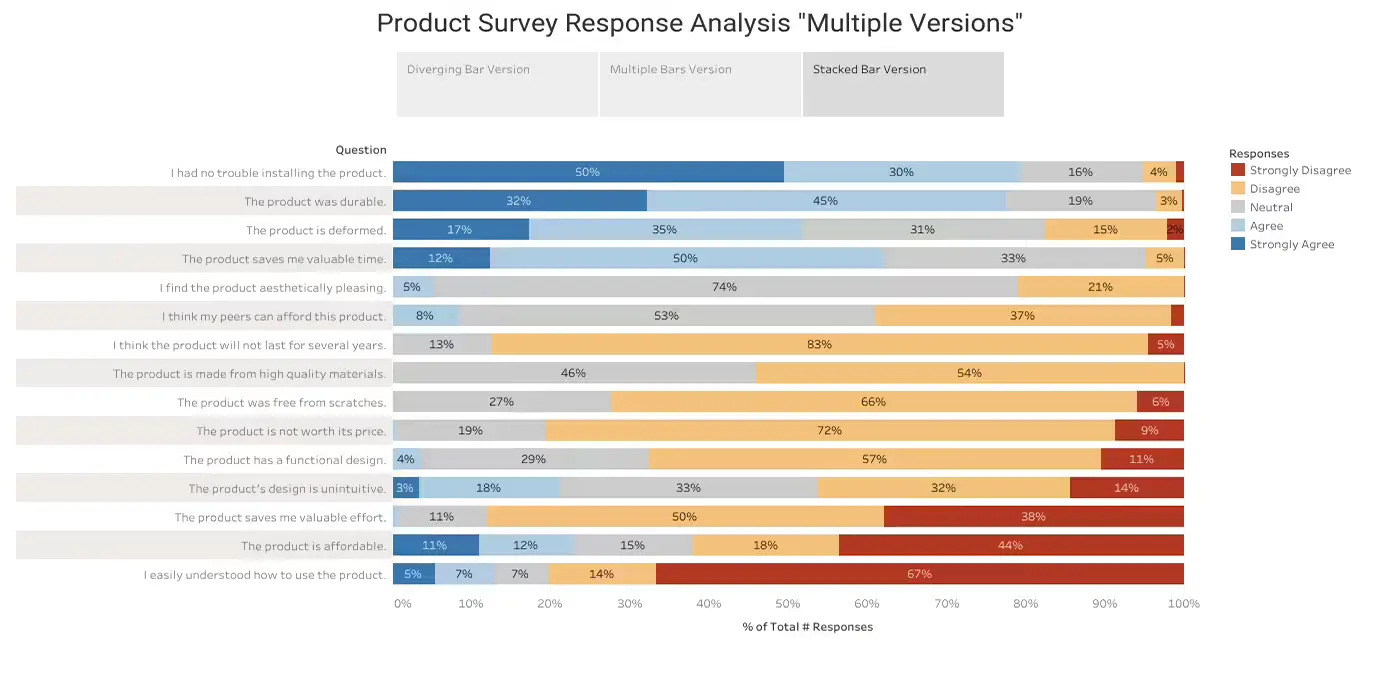 Product Survey Response Analysis "Multiple Versions"
Diverging Bar Version
Multiple Bars Version
Stacked Bar Version
Question
Responses
Strongly Disagree
Disagree
Neutral
Agree
Strongly Agree
I had no trouble installing the product. 50% 30% 16% 4%
The product was durable. 32% 45% 19% 3%
The product is deformed. 17% 35% 31% 15% 2%
The product saves me valuable time. 12% 50% 33% 5%
I find the product aesthetically pleasing. 5% 74% 21%
I think my peers can afford this product. 8% 53% 37%
I think the product will not last for several years. 13% 83% 5%
The product is made from high quality materials. 46% 54%
The product was free from scratches. 27% 66% 6%
The product is not worth its price. 19% 72% 9%
The product has a functional design. 4% 29% 57% 11%
The product's design is unintuitive. 3% 18% 33% 32% 14%
The product saves me valuable effort. 11% 50% 38%
The product is affordable. 11% 12% 15% 18% 44%
I easily understood how to use the product. 5% 7% 7% 14% 67%
0% 10% 20% 30% 40% 50% 60% 70% 80% 90% 100%
% of Total # Responses